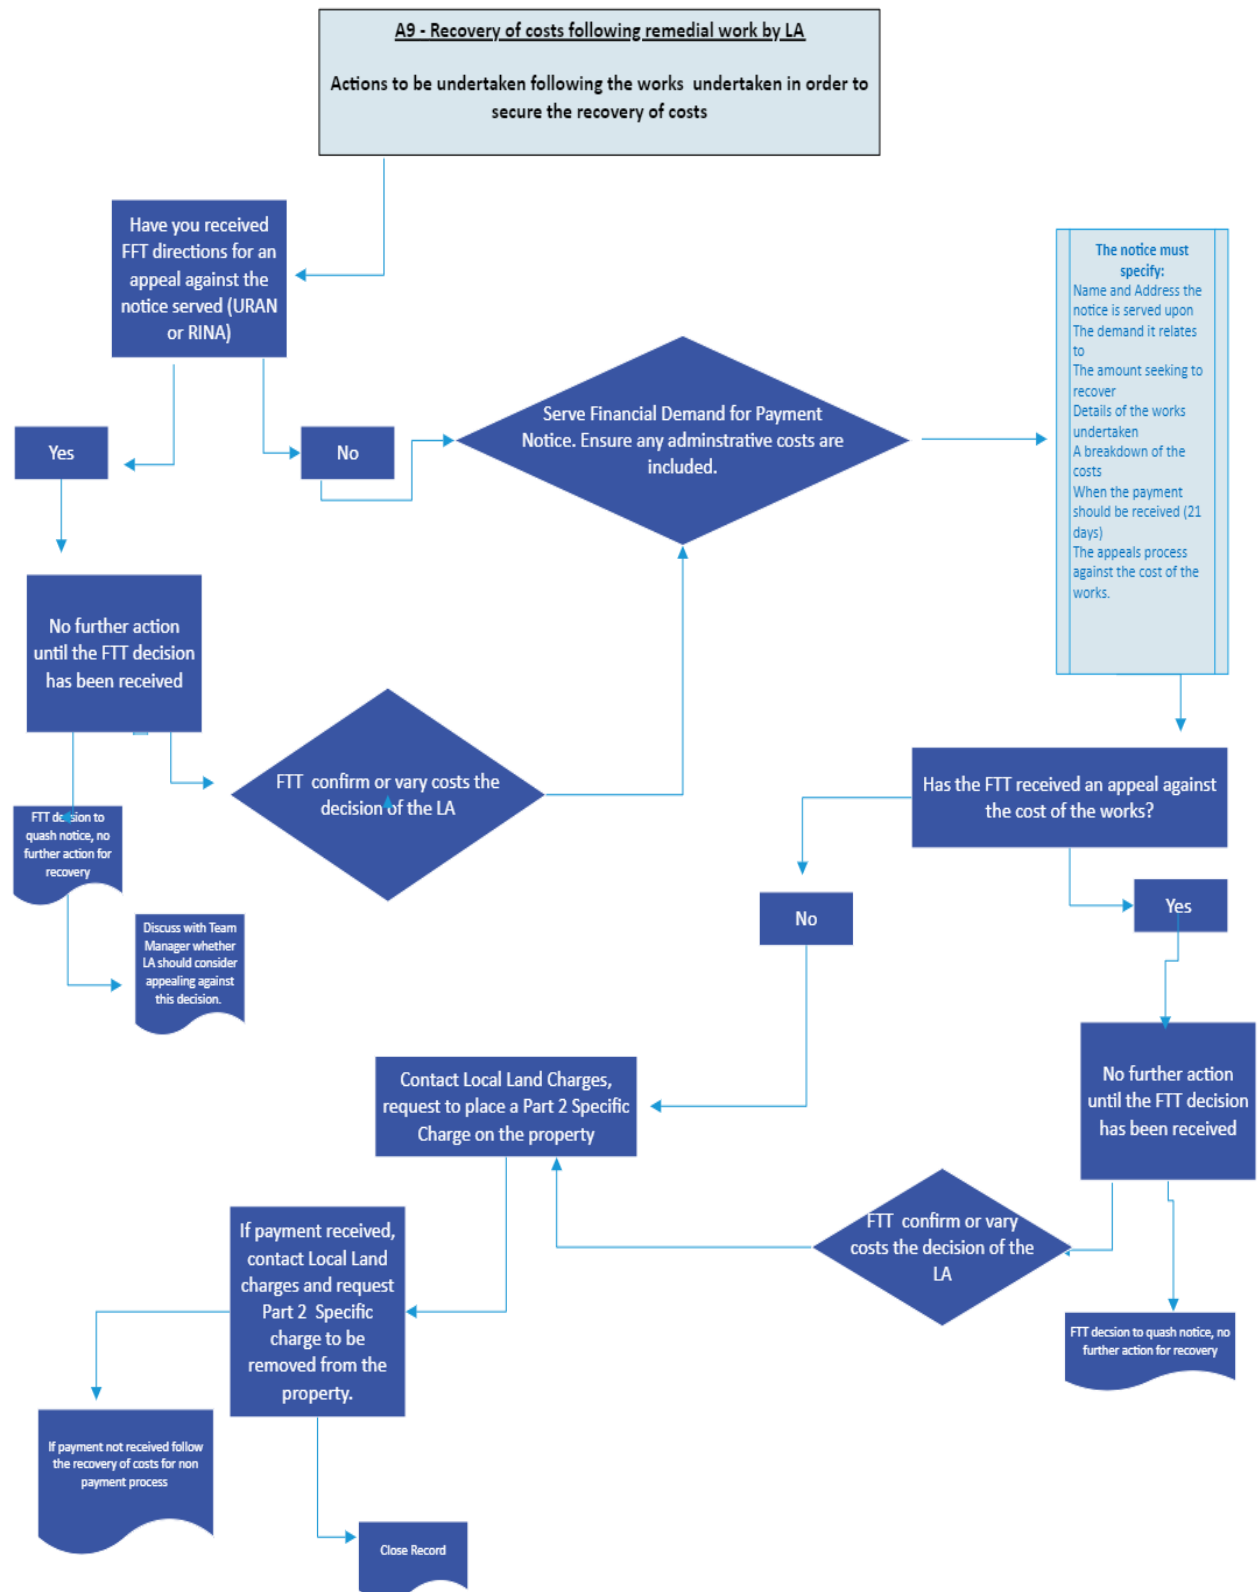 A9 - Recovery of costs following remedial work by LA
Actions to be undertaken following the works undertaken in order to
secure the recovery of costs
Have you received
FFT directions for an
appeal against the
notice served (URAN
or RINA)
Yes
No
Serve Financial Demand for Payment
Notice. Ensure any adminstrative costs are
included.
The notice must
specify:
Name and Address the
notice is served upon
The demand it relates
to
The amount seeking to
recover
Details of the works
undertaken
A breakdown of the
costs
When the payment
should be received (21
days)
The appeals process
against the cost of the
works.
No further action
until the FTT decision
has been received
FTT confirm or vary costs the
decision of the LA
FTT decision to
quash notice, no
further action for
recovery
Discuss with Team
Manager whether
LA should consider
appealing against
this decision.
Has the FTT received an appeal against
the cost of the works?
No
Yes
No further action
until the FTT decision
has been received
Contact Local Land Charges,
request to place a Part 2 Specific
Charge on the property
FTT confirm or vary
costs the decision of the
LA
FTT decsion to quash notice, no
further action for recovery
If payment received,
contact Local Land
charges and request
Part 2 Specific
charge to be
removed from the
property.
If payment not received follow
the recovery of costs for non
payment process
Close Record